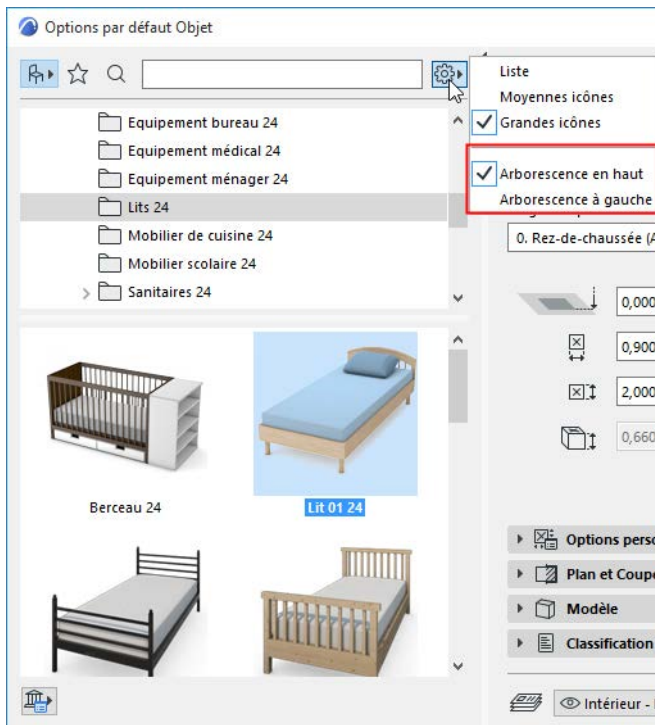 Options par défaut Objet
Liste
Moyennes icônes
Grandes icônes
Arborescence en haut
Arborescence à gauche
Equipement bureau 24
Equipement médical 24
Equipement ménager 24
Lits 24
Mobilier de cuisine 24
Mobilier scolaire 24
Sanitaires 24
0. Rez-de-chaussée (A
0,000
0,900
2,000
0,660
Berceau 24
Lit 01 24
Options perso
Plan et Coupe
Modèle
Classification
Intérieur -